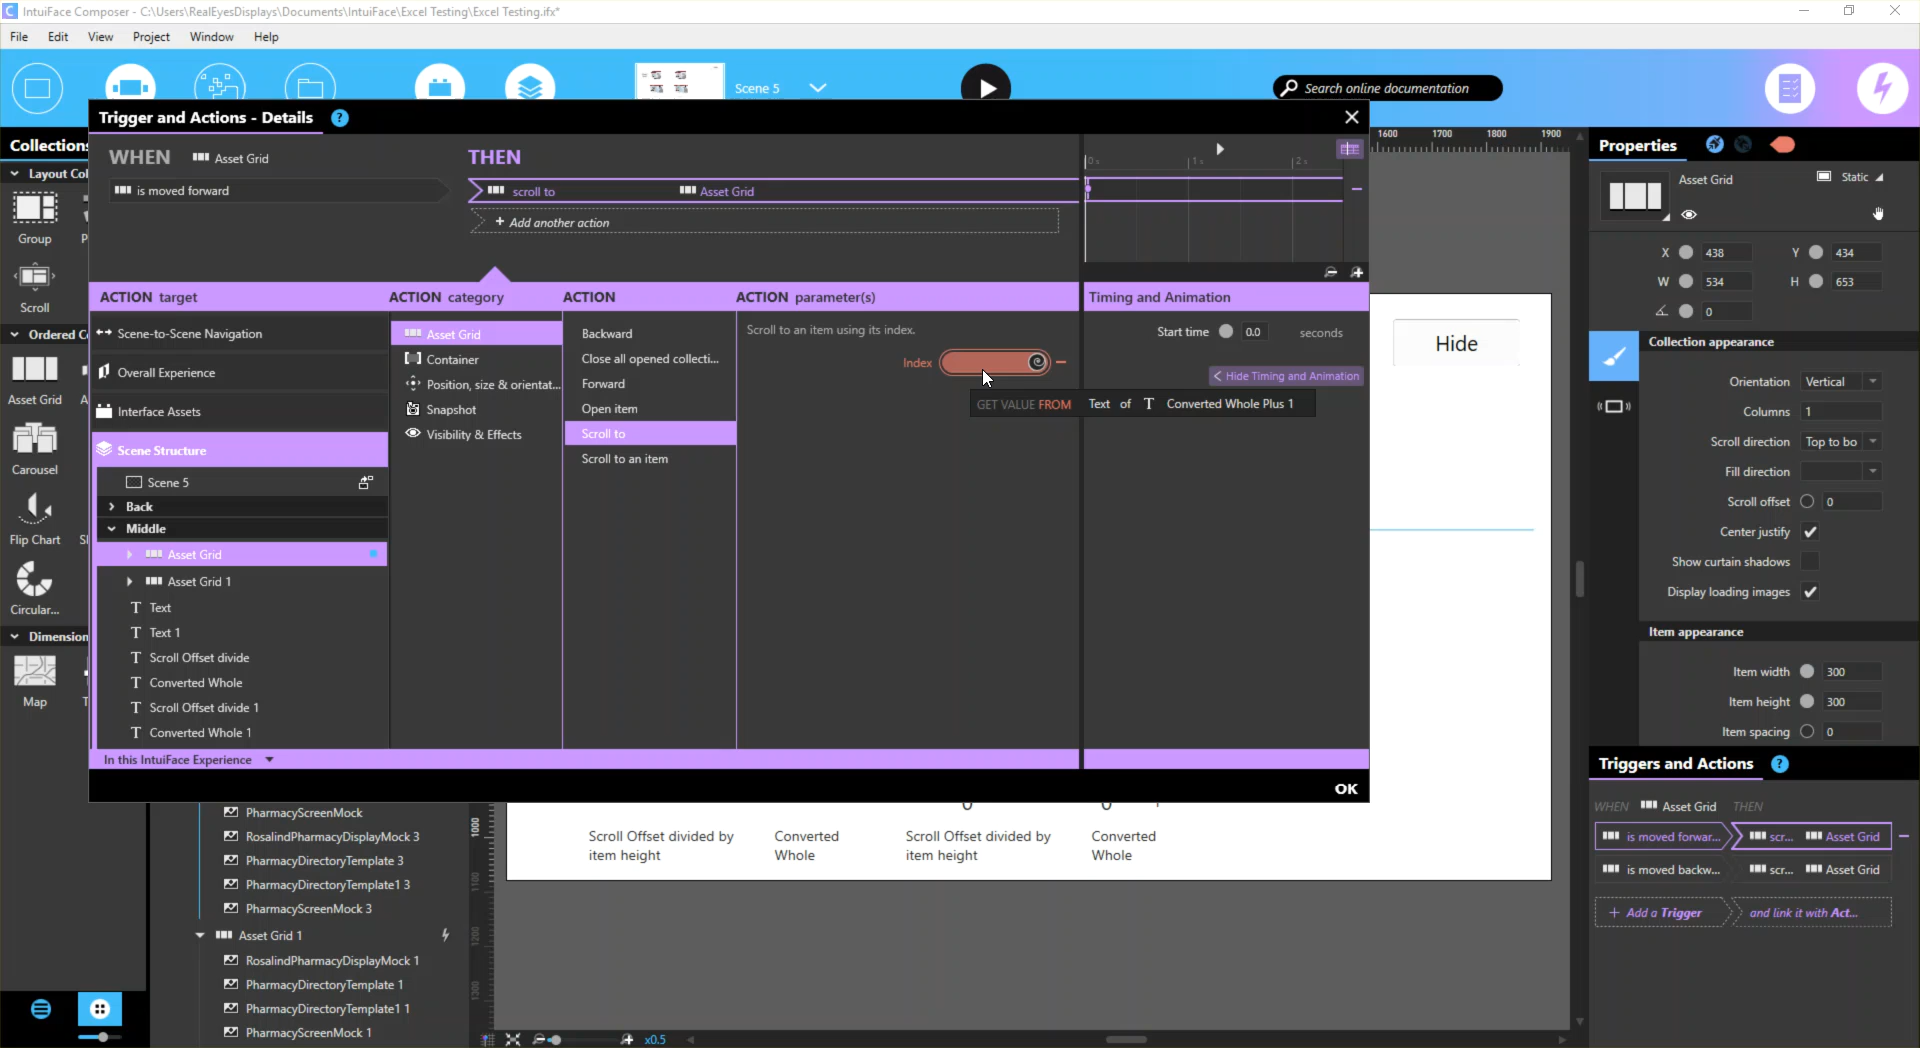 IntuiFace Composer - C:\Users\RealEyesDisplays\Documents\IntuiFace\Excel Testing\Excel Testing.ifx*
File Edit View Project Window Help
Scene 5
Search online documentation
Trigger and Actions - Details ?
Collections
WHEN Asset Grid
THEN
is moved forward
scroll to Asset Grid
+ Add another action
0 s 1 s 2 s
1600 1700 1800 1900
Layout Col
Group
Scroll
Ordered C
Asset Grid
Carousel
Flip Chart
Circular...
Dimension
Map
ACTION target
ACTION category
ACTION
ACTION parameter(s)
Timing and Animation
Scene-to-Scene Navigation
Overall Experience
Interface Assets
Scene Structure
Scene 5
Back
Middle
Asset Grid
Asset Grid 1
T Text
T Text 1
T Scroll Offset divide
T Converted Whole
T Scroll Offset divide 1
T Converted Whole 1
In this IntuiFace Experience
Asset Grid
Container
Position, size & orientat...
Snapshot
Visibility & Effects
Backward
Close all opened collecti...
Forward
Open item
Scroll to
Scroll to an item
Scroll to an item using its index.
Index
GET VALUE FROM Text of T Converted Whole Plus 1
Start time 0.0 seconds
< Hide Timing and Animation
OK
Hide
PharmacyScreenMock
RosalindPharmacyDisplayMock 3
PharmacyDirectoryTemplate 3
PharmacyDirectoryTemplate1 3
PharmacyScreenMock 3
Asset Grid 1
RosalindPharmacyDisplayMock 1
PharmacyDirectoryTemplate 1
PharmacyDirectoryTemplate1 1
PharmacyScreenMock 1
1000
1100
1200
1300
Scroll Offset divided by
item height
Converted
Whole
Scroll Offset divided by
item height
Converted
Whole
x0.5
Properties
Asset Grid
Static
X 438 Y 434
W 534 H 653
0
Collection appearance
Orientation Vertical
Columns 1
Scroll direction Top to bo
Fill direction
Scroll offset 0
Center justify
Show curtain shadows
Display loading images
Item appearance
Item width 300
Item height 300
Item spacing 0
Triggers and Actions ?
WHEN Asset Grid THEN
is moved forwar... scr... Asset Grid
is moved backw... scr... Asset Grid
+ Add a Trigger and link it with Act...